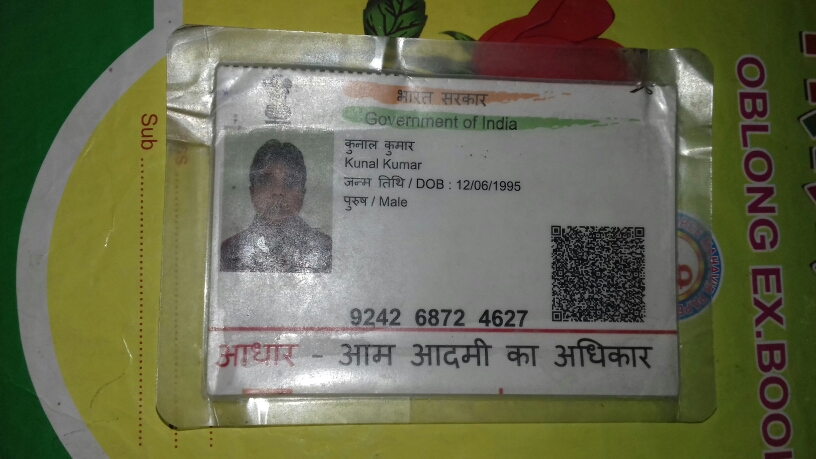 भारत सरकार
Government of India
कुनाल कुमार
Kunal Kumar
जन्म तिथि / DOB : 12/06/1995
पुरुष / Male
9242 6872 4627
आधार - आम आदमी का अधिकार
Sub
OBLONG EX.BOO